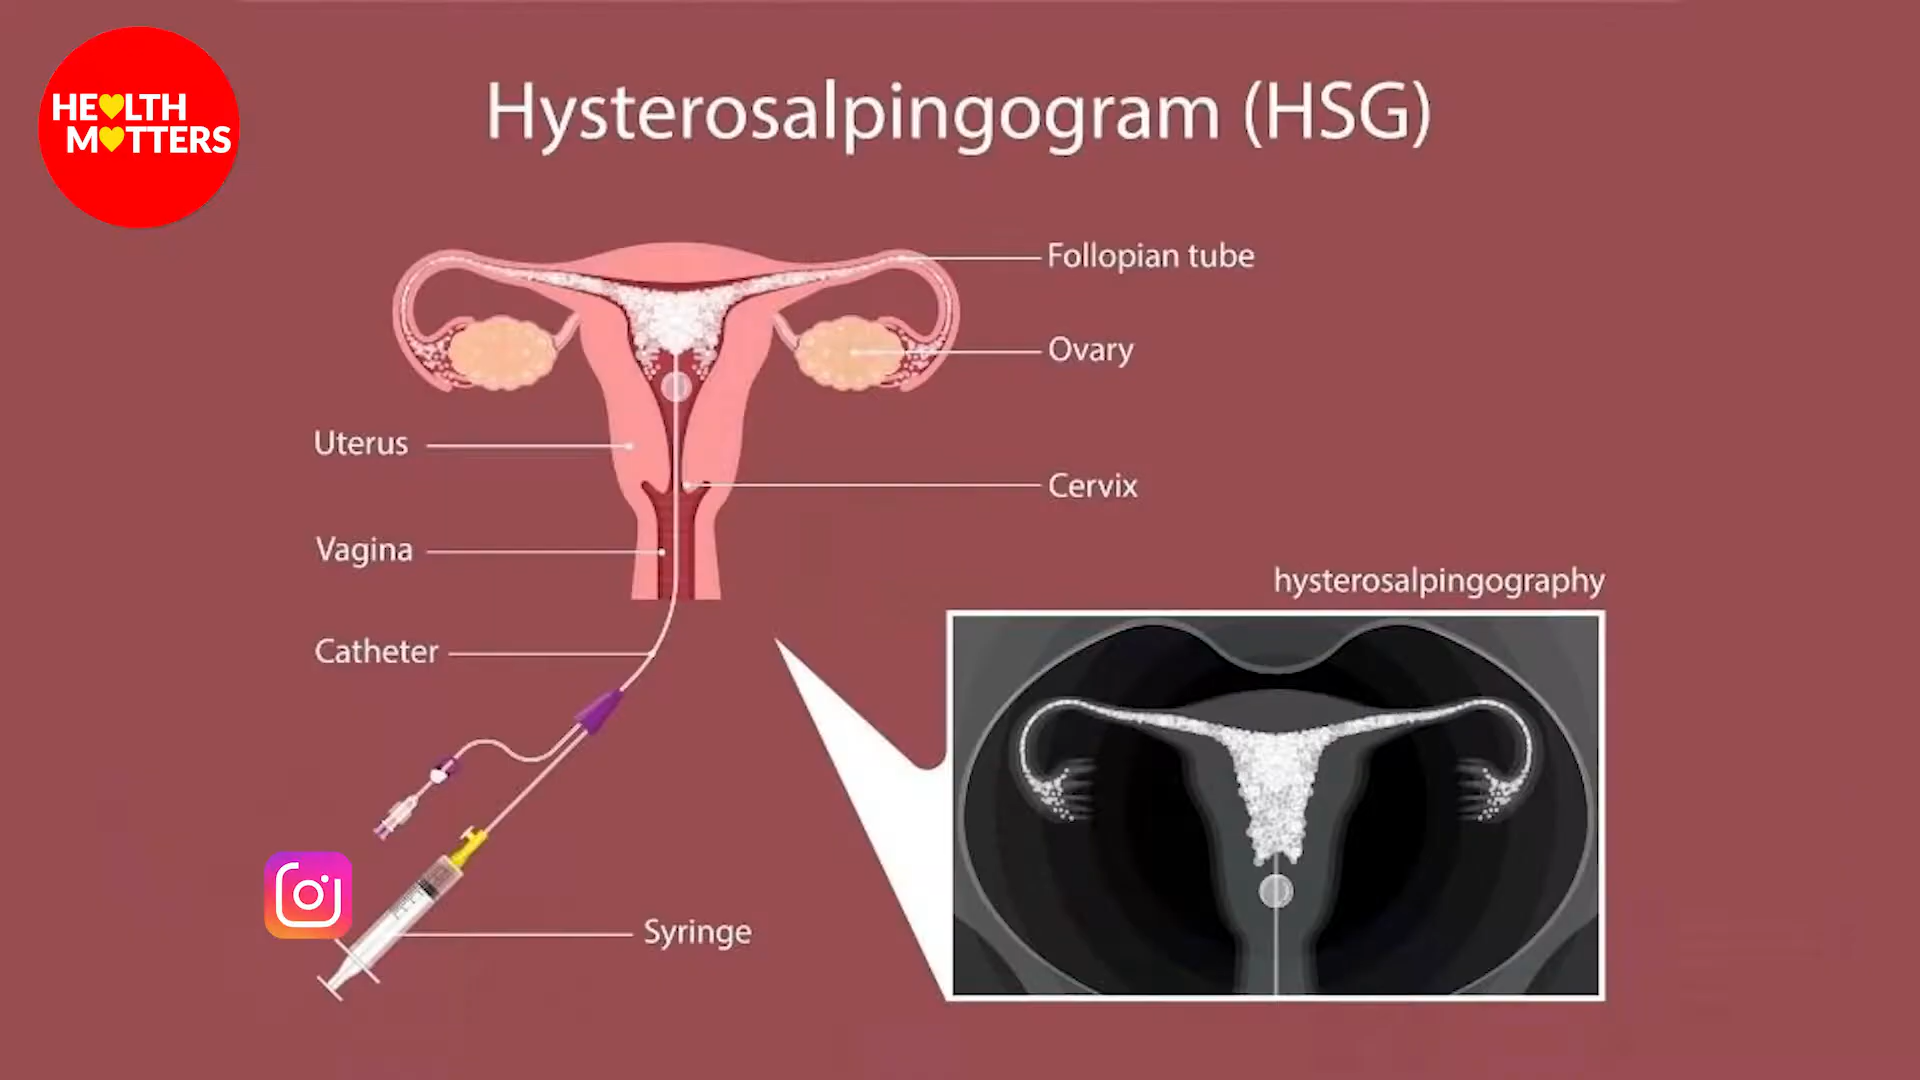 HEALTH
MATTERS
Hysterosalpingogram (HSG)
Follopian tube
Ovary
Uterus
Cervix
Vagina
hysterosalpingography
Catheter
Syringe